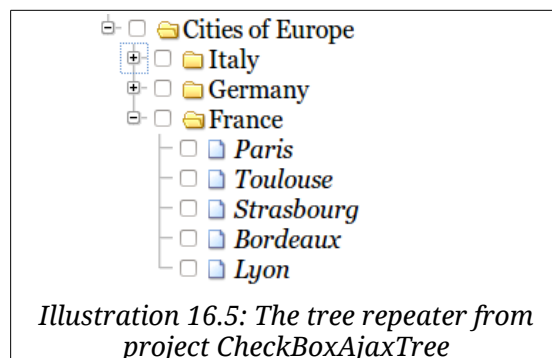 Cities of Europe
Italy
Germany
France
Paris
Toulouse
Strasbourg
Bordeaux
Lyon
Illustration 16.5: The tree repeater from
project CheckBoxAjaxTree